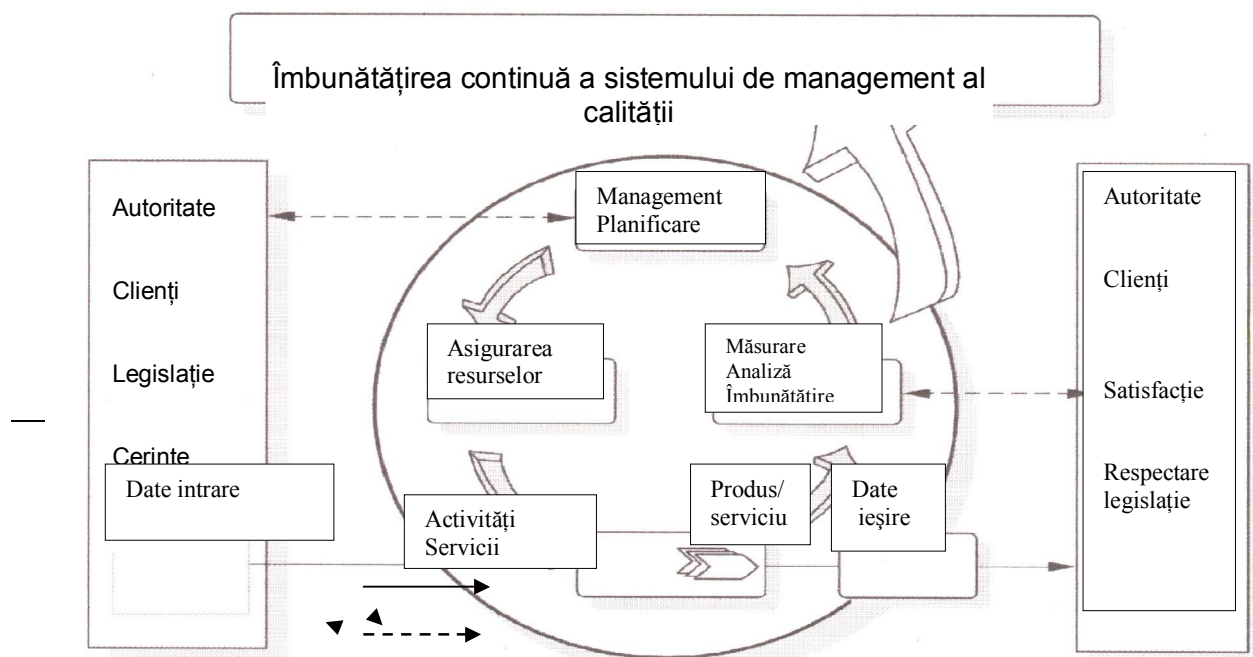 Îmbunătățirea continuă a sistemului de management al
calității
Autoritate
Clienți
Legislație
Cerințe
Date intrare
Management
Planificare
Asigurarea
resurselor
Măsurare
Analiză
Îmbunătățire
Activități
Servicii
Produs/
serviciu
Date
ieşire
Autoritate
Clienți
Satisfacție
Respectare
legislație